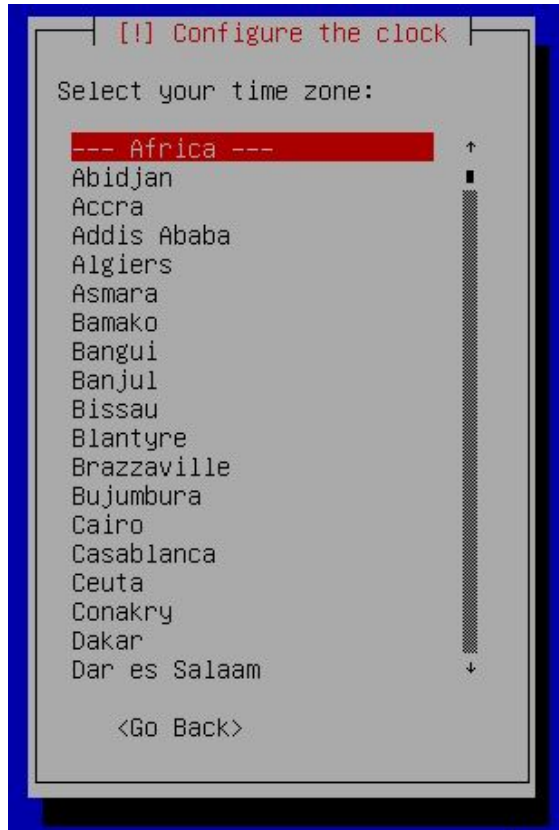 [!] Configure the clock
Select your time zone:
--- Africa ---
Abidjan
Accra
Addis Ababa
Algiers
Asmara
Bamako
Bangui
Banjul
Bissau
Blantyre
Brazzaville
Bujumbura
Cairo
Casablanca
Ceuta
Conakry
Dakar
Dar es Salaam
<Go Back>